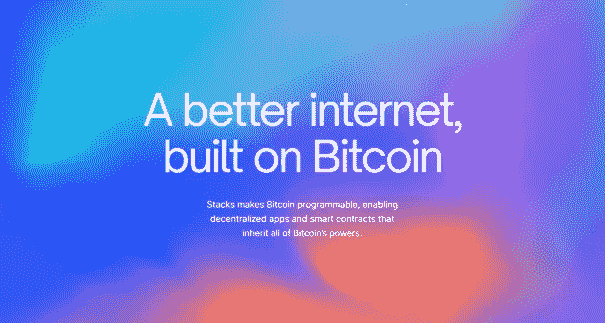 A better internet,
built on Bitcoin
Stacks makes Bitcoin programmable, enabling
decentralized apps and smart contracts that
inherit all of Bitcoin's powers.